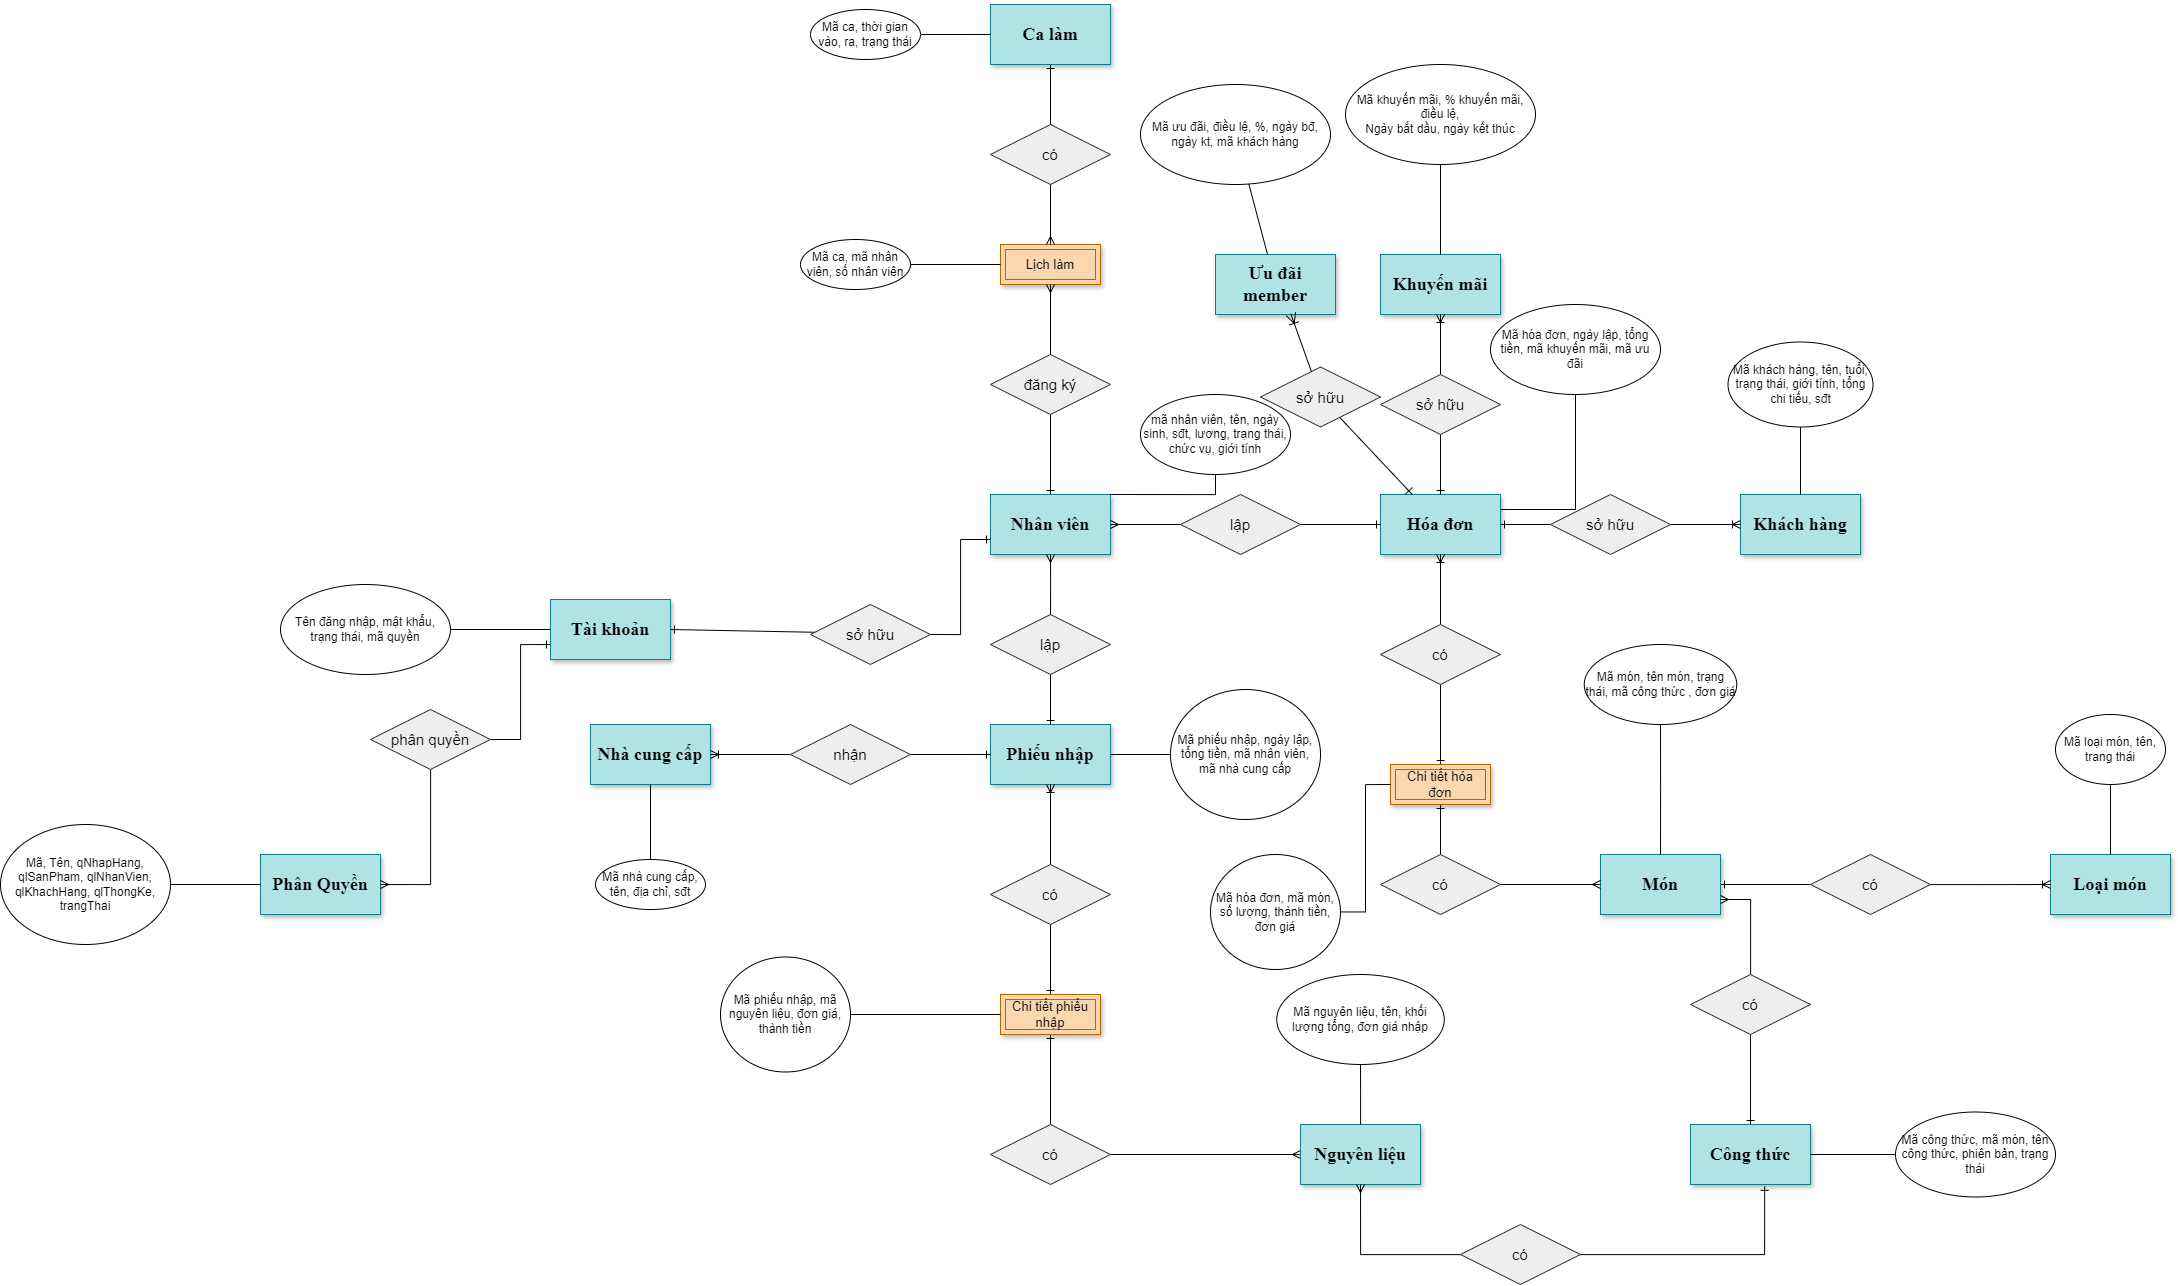 Mã ca, thời gian
vào, ra, trạng thái
Ca làm
có
Mã ưu đãi, điều lệ, %, ngày bđ,
ngày kt, mã khách hàng
Mã khuyến mãi, % khuyến mãi,
điều lệ,
Ngày bắt dầu, ngày kết thúc
Mã ca, mã nhân
viên, số nhân viên
Lịch làm
Ưu đãi
member
Khuyến mãi
Mã hóa đơn, ngày lập, tổng
tiền, mã khuyến mãi, mã ưu
đãi
Mã khách hàng, tên, tuổi,
trạng thái, giới tính, tổng
chi tiếu, sđt
đăng ký
sở hữu
sở hữu
mã nhân viên, tên, ngày
sinh, sđt, lương, trạng thái,
chức vụ, giới tính
Nhân viên
lập
Hóa đơn
sở hữu
Khách hàng
Tên đăng nhập, mật khẩu,
trạng thái, mã quyền
Tài khoản
sở hữu
lập
có
Mã món, tên món, trạng
thái, mã công thức , đơn giá
phân quyền
Nhà cung cấp
nhận
Phiếu nhập
Mã phiếu nhập, ngày lập,
tổng tiền, mã nhân viên,
mã nhà cung cấp
Chi tiết hóa
đơn
Mã loại món, tên,
trạng thái
Mã, Tên, qNhapHang,
qlSanPham, qlNhanVien,
qlKhachHang, qlThongKe,
trangThai
Phân Quyền
Mã nhà cung cấp,
tên, địa chỉ, sđt
có
Mã hóa đơn, mã món,
số lượng, thành tiền,
đơn giá
có
Món
có
Loại món
Mã phiếu nhập, mã
nguyên liệu, đơn giá,
thành tiền
Chi tiết phiếu
nhập
Mã nguyên liệu, tên, khối
lượng tổng, đơn giá nhập
có
có
Nguyên liệu
Công thức
Mã công thức, mã món, tên
công thức, phiên bản, trạng
thái
có